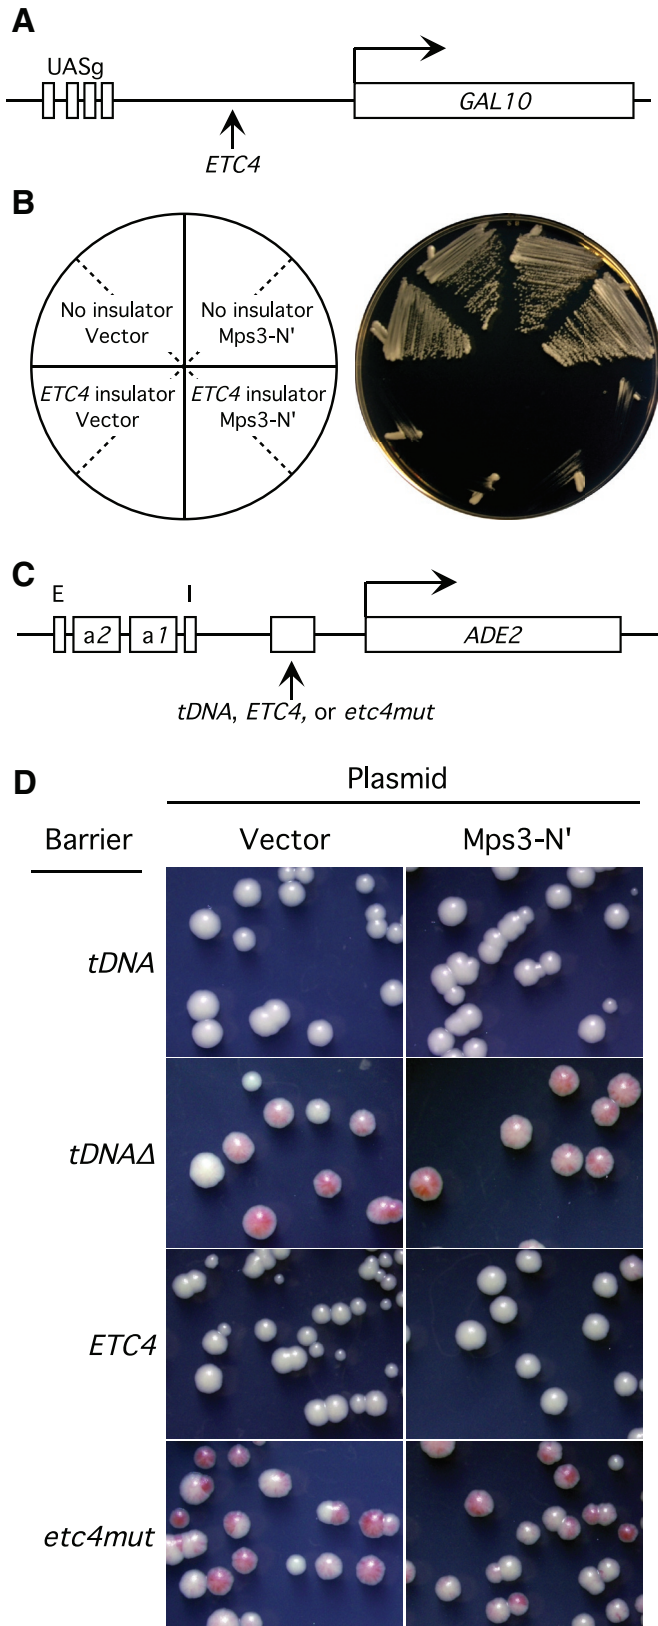 A
UASg
GAL10
ETC4
B
No insulator
Vector
No insulator
Mps3-N'
ETC4 insulator
Vector
ETC4 insulator
Mps3-N'
C
E
I
a2
a1
ADE2
tDNA, ETC4, or etc4mut
D
Plasmid
Barrier
Vector
Mps3-N'
tDNA
tDNAΔ
ETC4
etc4mut